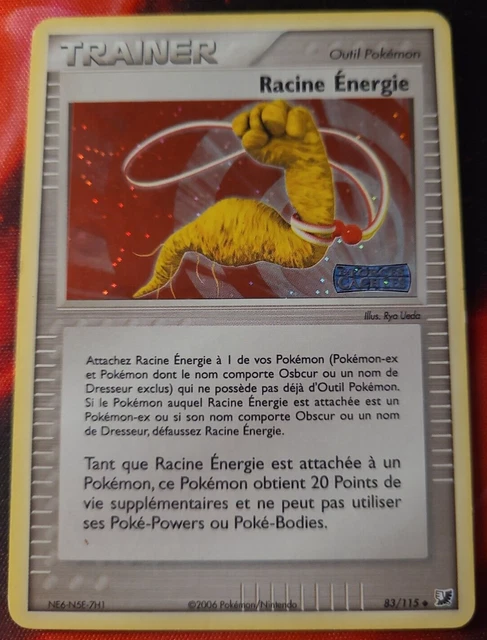 TRAINER
Outil Pokémon
Racine Énergie
Illus. Ryo Ueda
Attachez Racine Énergie à 1 de vos Pokémon (Pokémon-ex
et Pokémon dont le nom comporte Osbcur ou un nom de
Dresseur exclus) qui ne possède pas déjà d'Outil Pokémon.
Si le Pokémon auquel Racine Énergie est attachée est un
Pokémon-ex ou si son nom comporte Obscur ou un nom
de Dresseur, défaussez Racine Énergie.
Tant que Racine Énergie est attachée à un
Pokémon, ce Pokémon obtient 20 Points de
vie supplémentaires et ne peut pas utiliser
ses Poké-Powers ou Poké-Bodies.
NE6-N5E-7H1
©2006 Pokémon/Nintendo
83/115